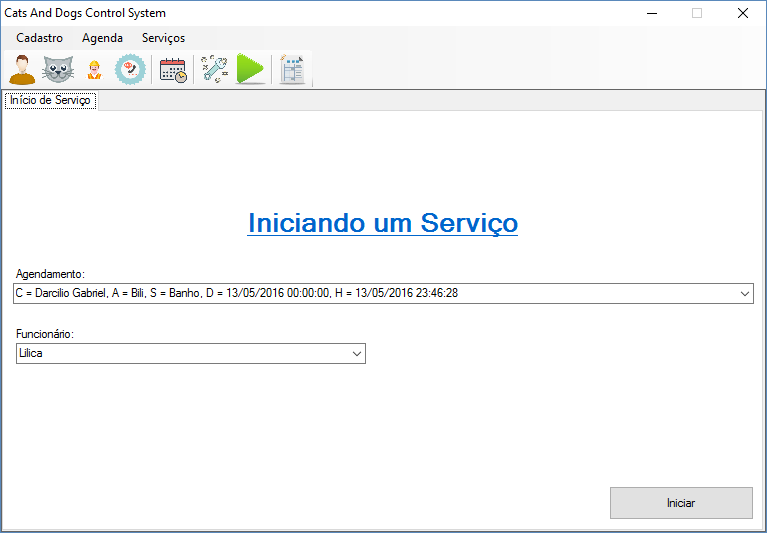 Cats And Dogs Control System
Cadastro Agenda Serviços
Início de Serviço
Iniciando um Serviço
Agendamento:
C = Darcilio Gabriel, A = Bili, S = Banho, D = 13/05/2016 00:00:00, H = 13/05/2016 23:46:28
Funcionário:
Lilica
Iniciar